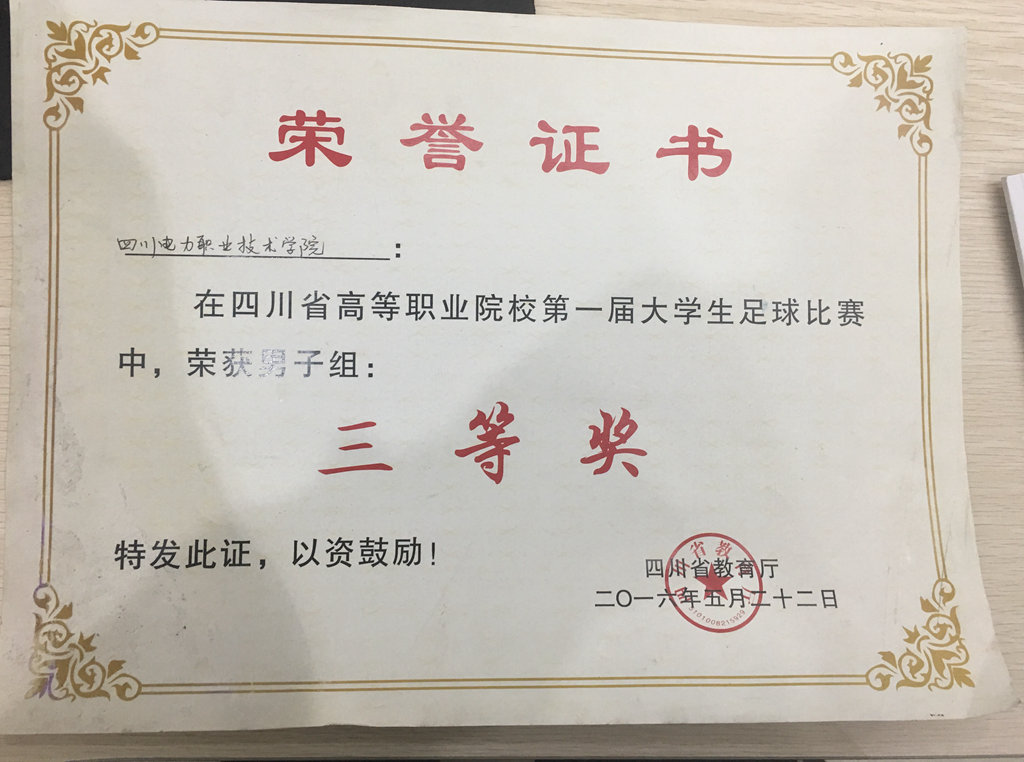 荣誉证书
四川电力职业技术学院：
在四川省高等职业院校第一届大学生足球比赛
中，荣获男子组：
三等奖
特发此证，以资鼓励！
四川省教育厅
二〇一六年五月二十二日